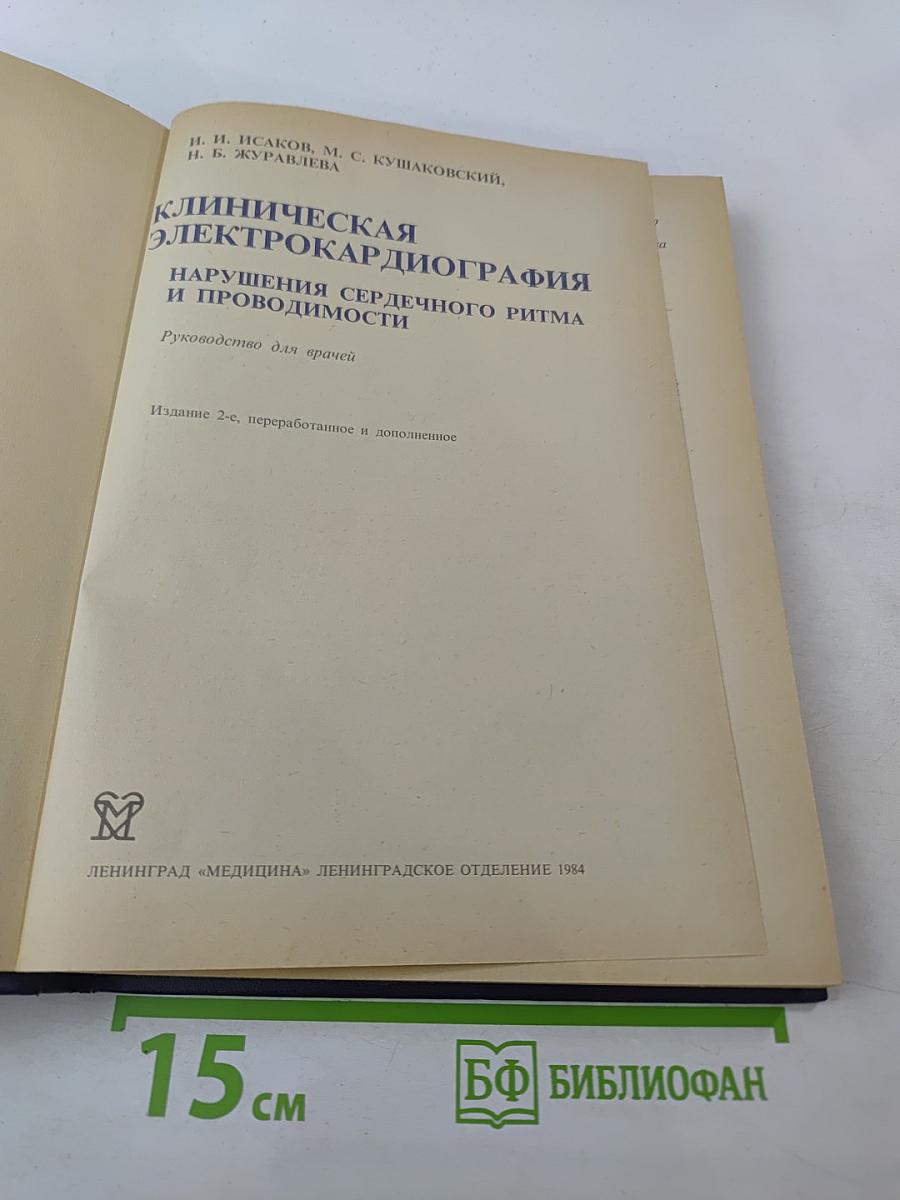 И. И. ИСАКОВ, М. С. КУШАКОВСКИЙ,
Н. Б. ЖУРАВЛЕВА
КЛИНИЧЕСКАЯ
ЭЛЕКТРОКАРДИОГРАФИЯ
НАРУШЕНИЯ СЕРДЕЧНОГО РИТМА
И ПРОВОДИМОСТИ
Руководство для врачей
Издание 2-е, переработанное и дополненное
ЛЕНИНГРАД «МЕДИЦИНА» ЛЕНИНГРАДСКОЕ ОТДЕЛЕНИЕ 1984
15 см
БФ БИБЛИОФАН